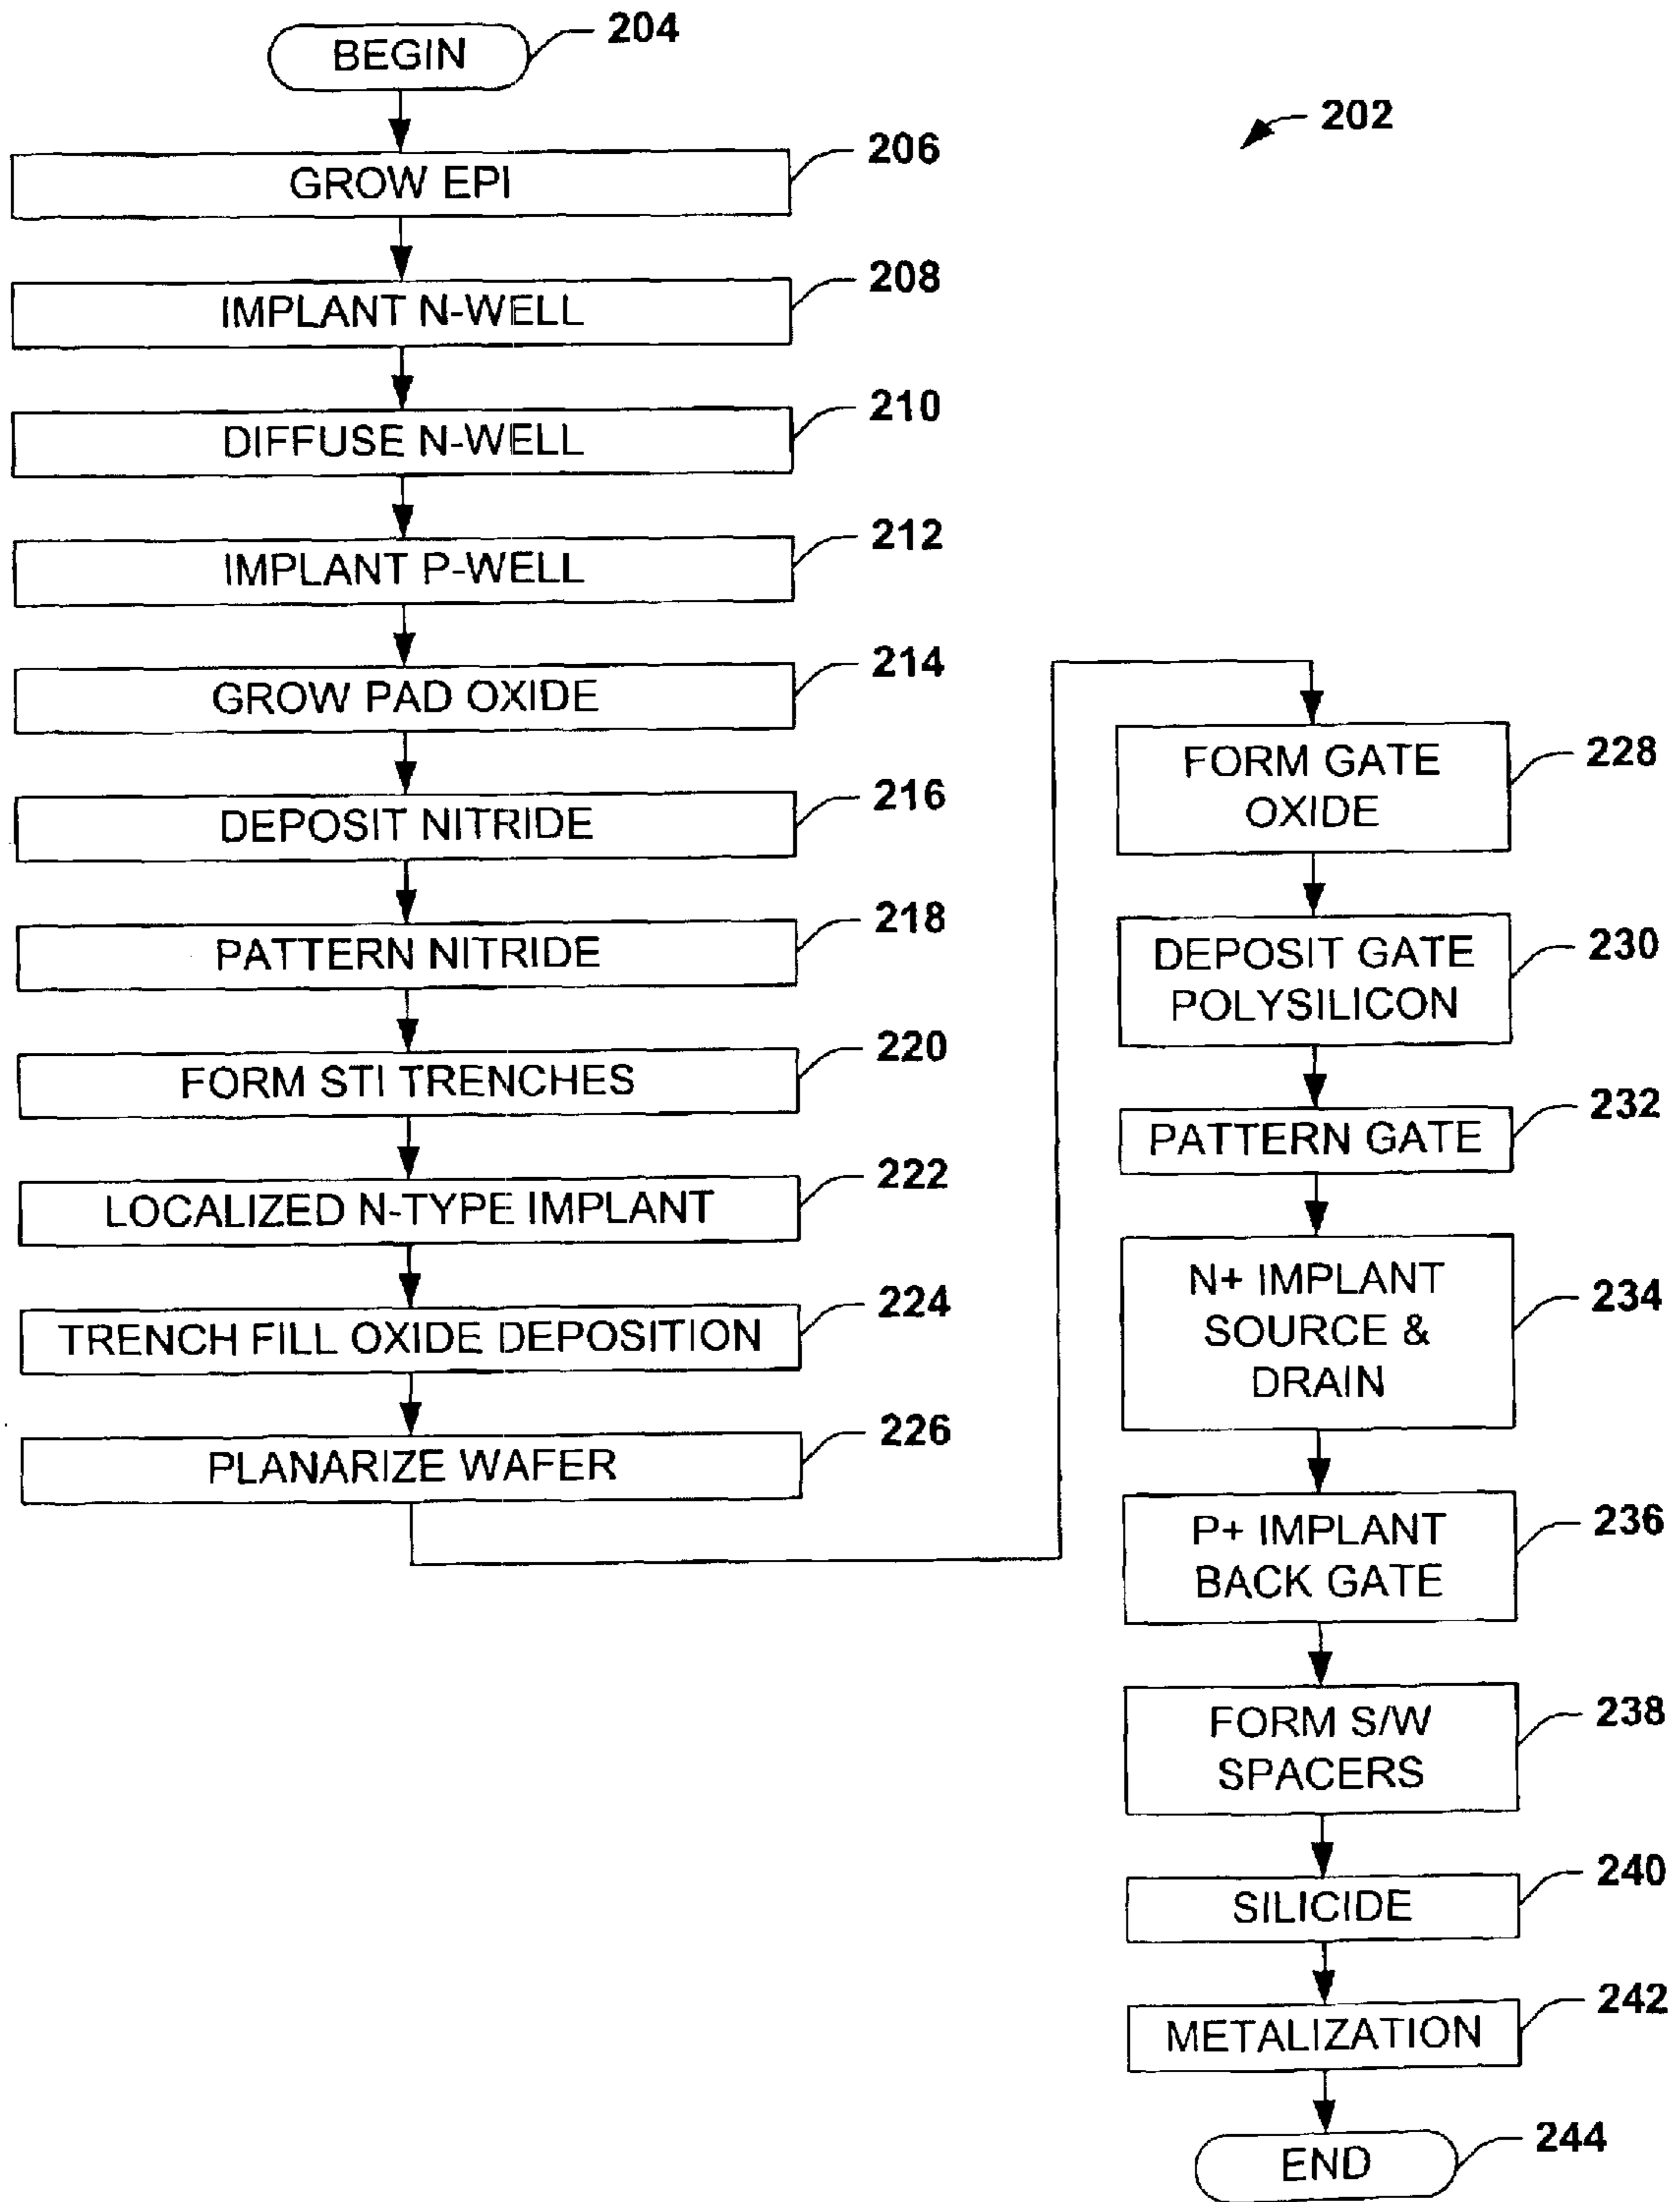 BEGIN
204
202
GROW EPI
206
IMPLANT N-WELL
208
DIFFUSE N-WELL
210
IMPLANT P-WELL
212
GROW PAD OXIDE
214
DEPOSIT NITRIDE
216
PATTERN NITRIDE
218
FORM STI TRENCHES
220
LOCALIZED N-TYPE IMPLANT
222
TRENCH FILL OXIDE DEPOSITION
224
PLANARIZE WAFER
226
FORM GATE
OXIDE
228
DEPOSIT GATE
POLYSILICON
230
PATTERN GATE
232
N+ IMPLANT
SOURCE &
DRAIN
234
P+ IMPLANT
BACK GATE
236
FORM S/W
SPACERS
238
SILICIDE
240
METALIZATION
242
END
244